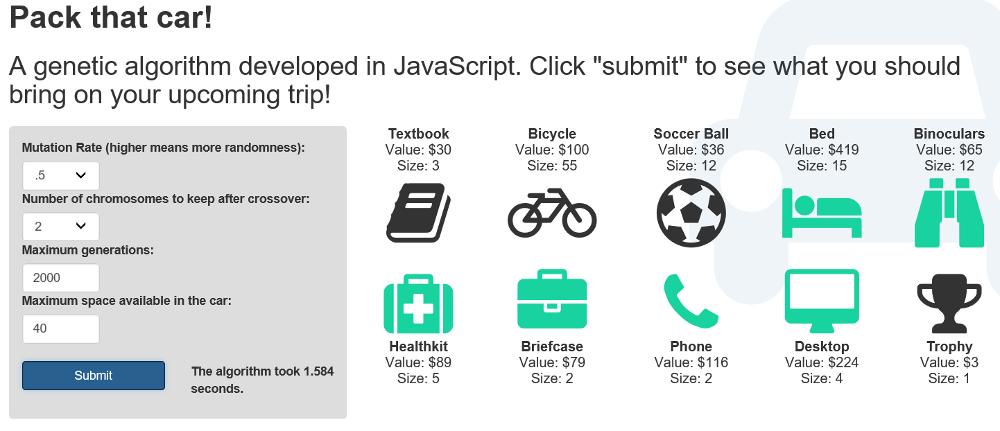 Pack that car!
A genetic algorithm developed in JavaScript. Click "submit" to see what you should
bring on your upcoming trip!
Mutation Rate (higher means more randomness):
.5
Number of chromosomes to keep after crossover:
2
Maximum generations:
2000
Maximum space available in the car:
40
Submit
The algorithm took 1.584
seconds.
Textbook
Value: $30
Size: 3
Bicycle
Value: $100
Size: 55
Soccer Ball
Value: $36
Size: 12
Bed
Value: $419
Size: 15
Binoculars
Value: $65
Size: 12
Healthkit
Value: $89
Size: 5
Briefcase
Value: $79
Size: 2
Phone
Value: $116
Size: 2
Desktop
Value: $224
Size: 4
Trophy
Value: $3
Size: 1